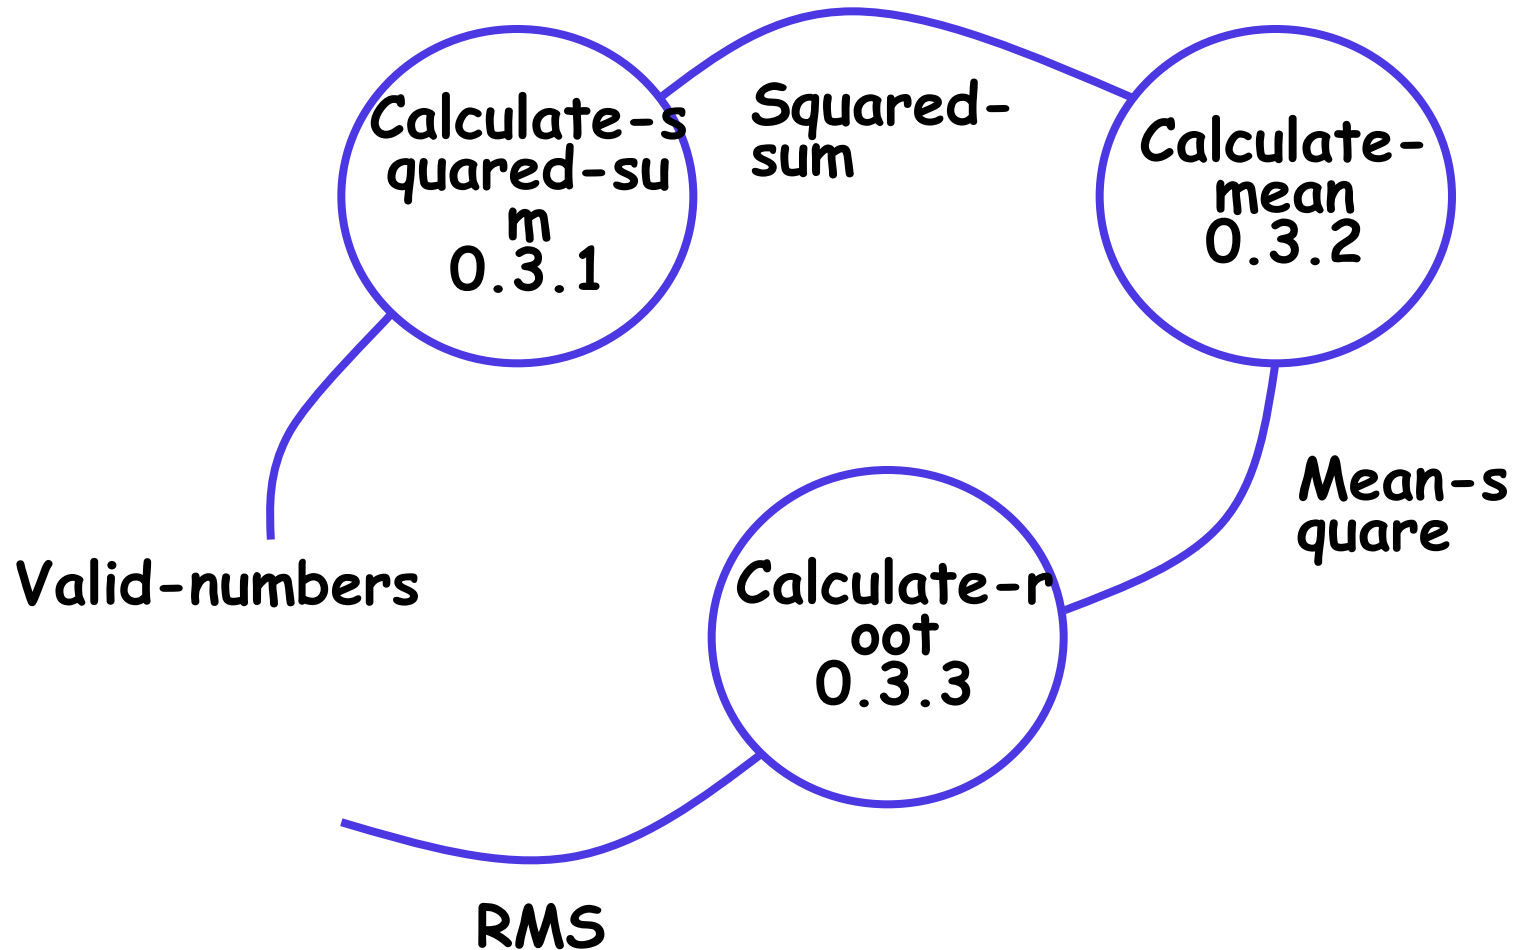 Calculate-s
quared-su
m
0.3.1
Squared-
sum
Calculate-
mean
0.3.2
Mean-s
quare
Valid-numbers
Calculate-r
oot
0.3.3
RMS